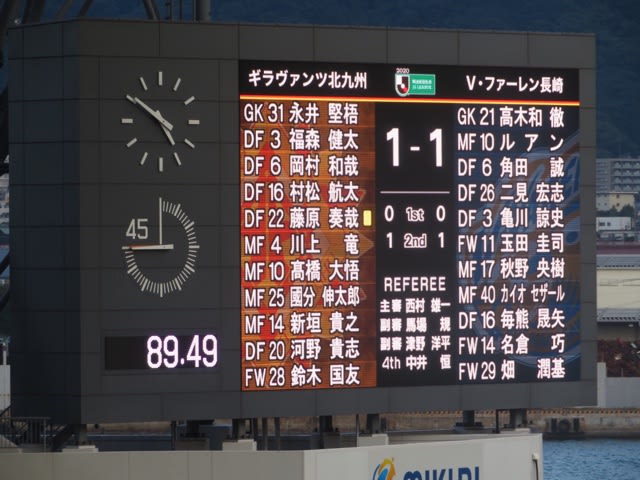 ギラヴァンツ北九州
2020
V・ファーレン長崎
GK 31 永井 堅梧
DF 3 福森 健太
DF 6 岡村 和哉
DF 16 村松 航太
DF 22 藤原 奏哉
MF 4 川上 竜
MF 10 高橋 大悟
MF 25 國分 伸太郎
MF 14 新垣 貴之
DF 20 河野 貴志
FW 28 鈴木 国友
1-1
0 1st 0
1 2nd 1
REFEREE
主審 西村 雄一
副審 馬場 規
副審 津野 洋平
4th 中井 恒
GK 21 高木和 徹
MF 10 ルアン
DF 6 角田 誠
DF 26 二見 宏志
DF 3 亀川 諒史
FW 11 玉田 圭司
MF 17 秋野 央樹
MF 40 カイオ セザール
DF 16 毎熊 晟矢
FW 14 名倉 巧
FW 29 畑 潤基
45
89.49